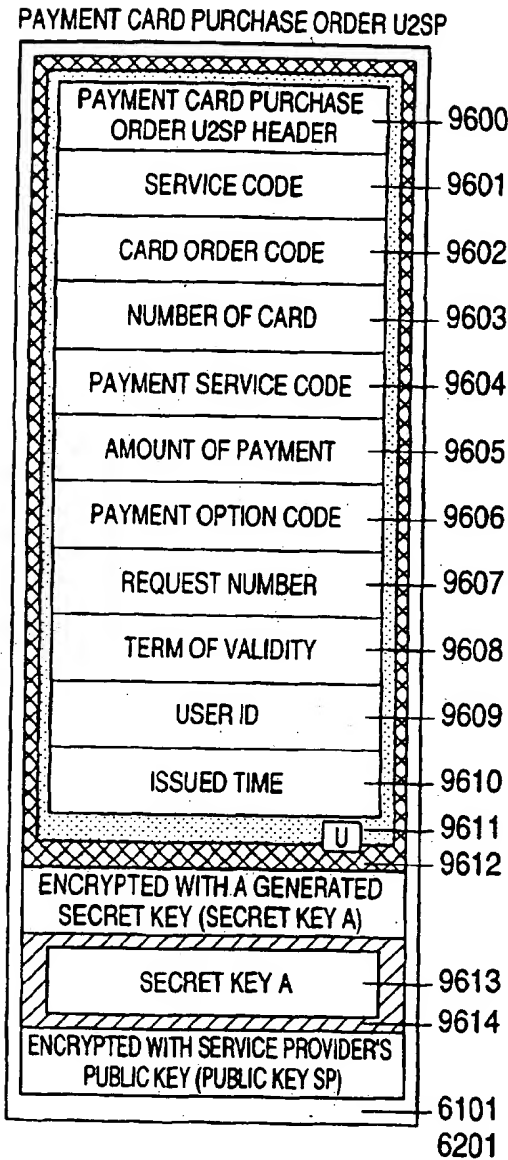 PAYMENT CARD PURCHASE ORDER U2SP
PAYMENT CARD PURCHASE
ORDER U2SP HEADER
9600
SERVICE CODE
9601
CARD ORDER CODE
9602
NUMBER OF CARD
9603
PAYMENT SERVICE CODE
9604
AMOUNT OF PAYMENT
9605
PAYMENT OPTION CODE
9606
REQUEST NUMBER
9607
TERM OF VALIDITY
9608
USER ID
9609
ISSUED TIME
9610
U
9611
9612
ENCRYPTED WITH A GENERATED
SECRET KEY (SECRET KEY A)
SECRET KEY A
9613
9614
ENCRYPTED WITH SERVICE PROVIDER'S
PUBLIC KEY (PUBLIC KEY SP)
6101
6201